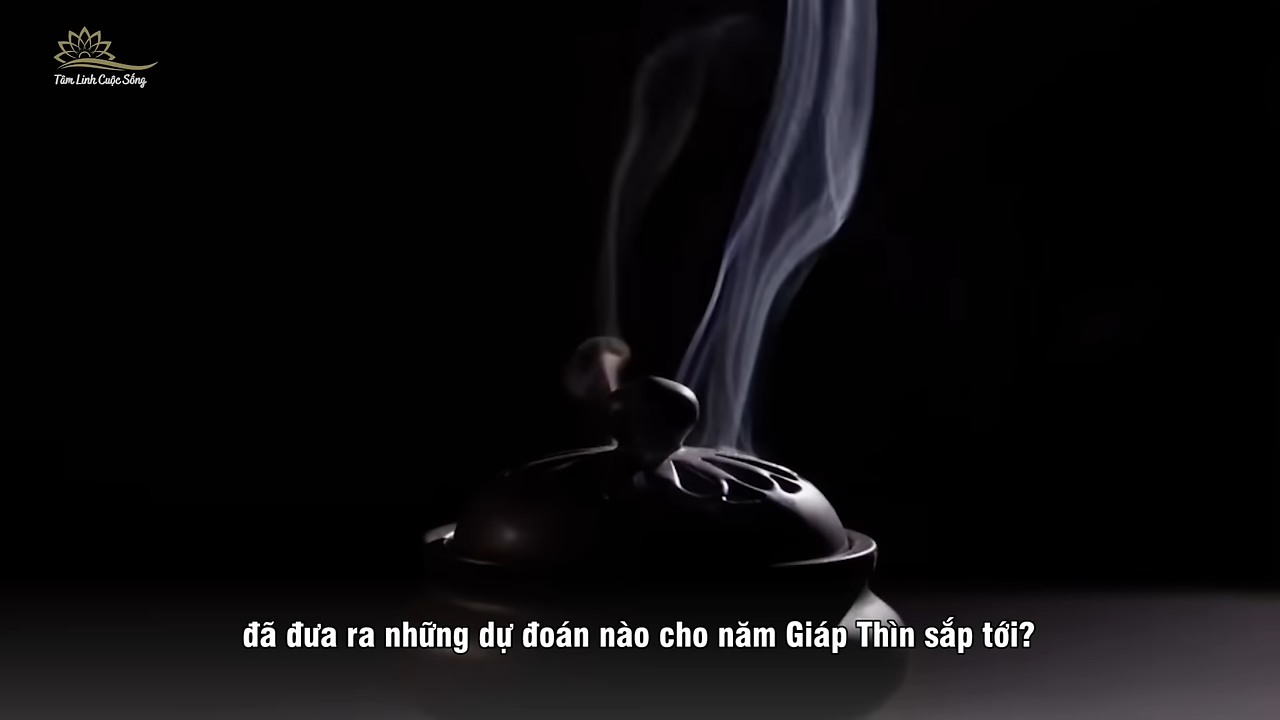 Tâm Linh Cuộc Sống
đã đưa ra những dự đoán nào cho năm Giáp Thìn sắp tới?